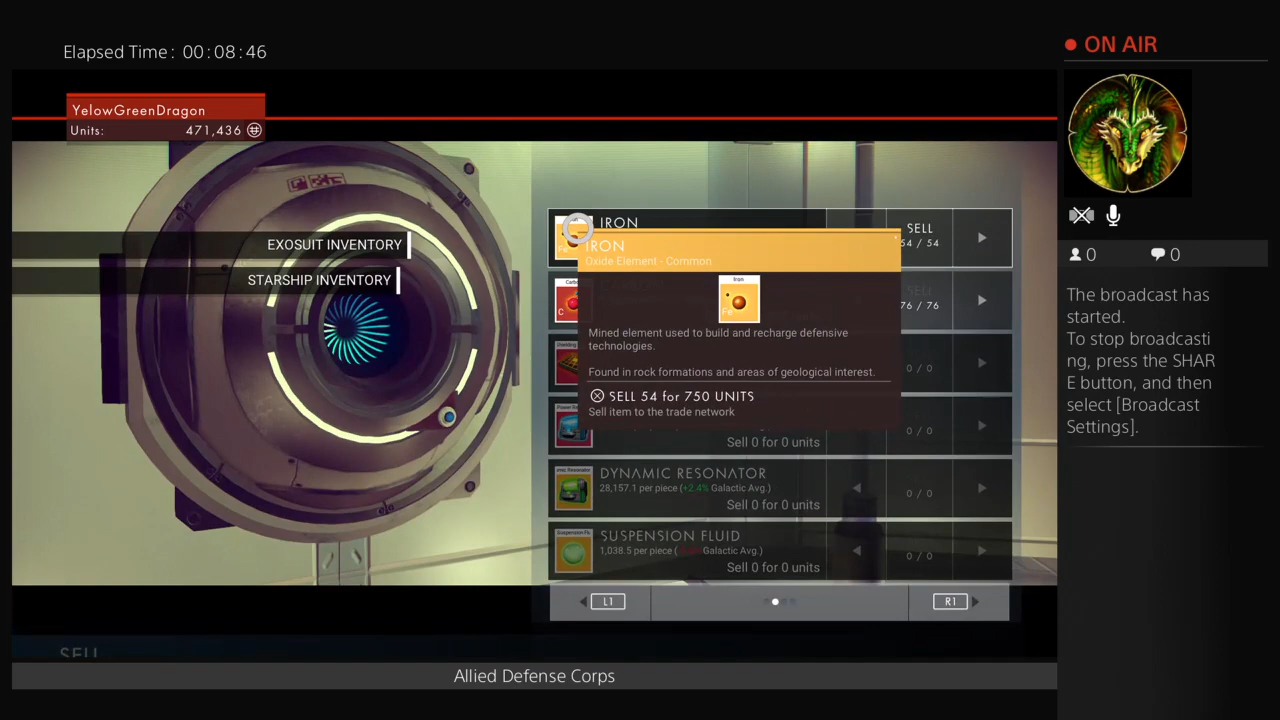 Elapsed Time: 00:08:46
ON AIR
YelowGreenDragon
Units: 471,436
EXOSUIT INVENTORY
STARSHIP INVENTORY
IRON
SELL
54 / 54
IRON
Oxide Element - Common
Iron
Fe
C
SELL
76 / 76
Mined element used to build and recharge defensive
technologies.
Found in rock formations and areas of geological interest.
0 / 0
SELL 54 for 750 UNITS
Sell item to the trade network
0 / 0
Sell 0 for 0 units
DYNAMIC RESONATOR
28,157.1 per piece (+2.4% Galactic Avg.)
0 / 0
Sell 0 for 0 units
SUSPENSION FLUID
1,038.5 per piece ( Galactic Avg.)
0 / 0
Sell 0 for 0 units
L1
R1
SELL
Allied Defense Corps
0
0
The broadcast has
started.
To stop broadcasti
ng, press the SHAR
E button, and then
select [Broadcast
Settings].